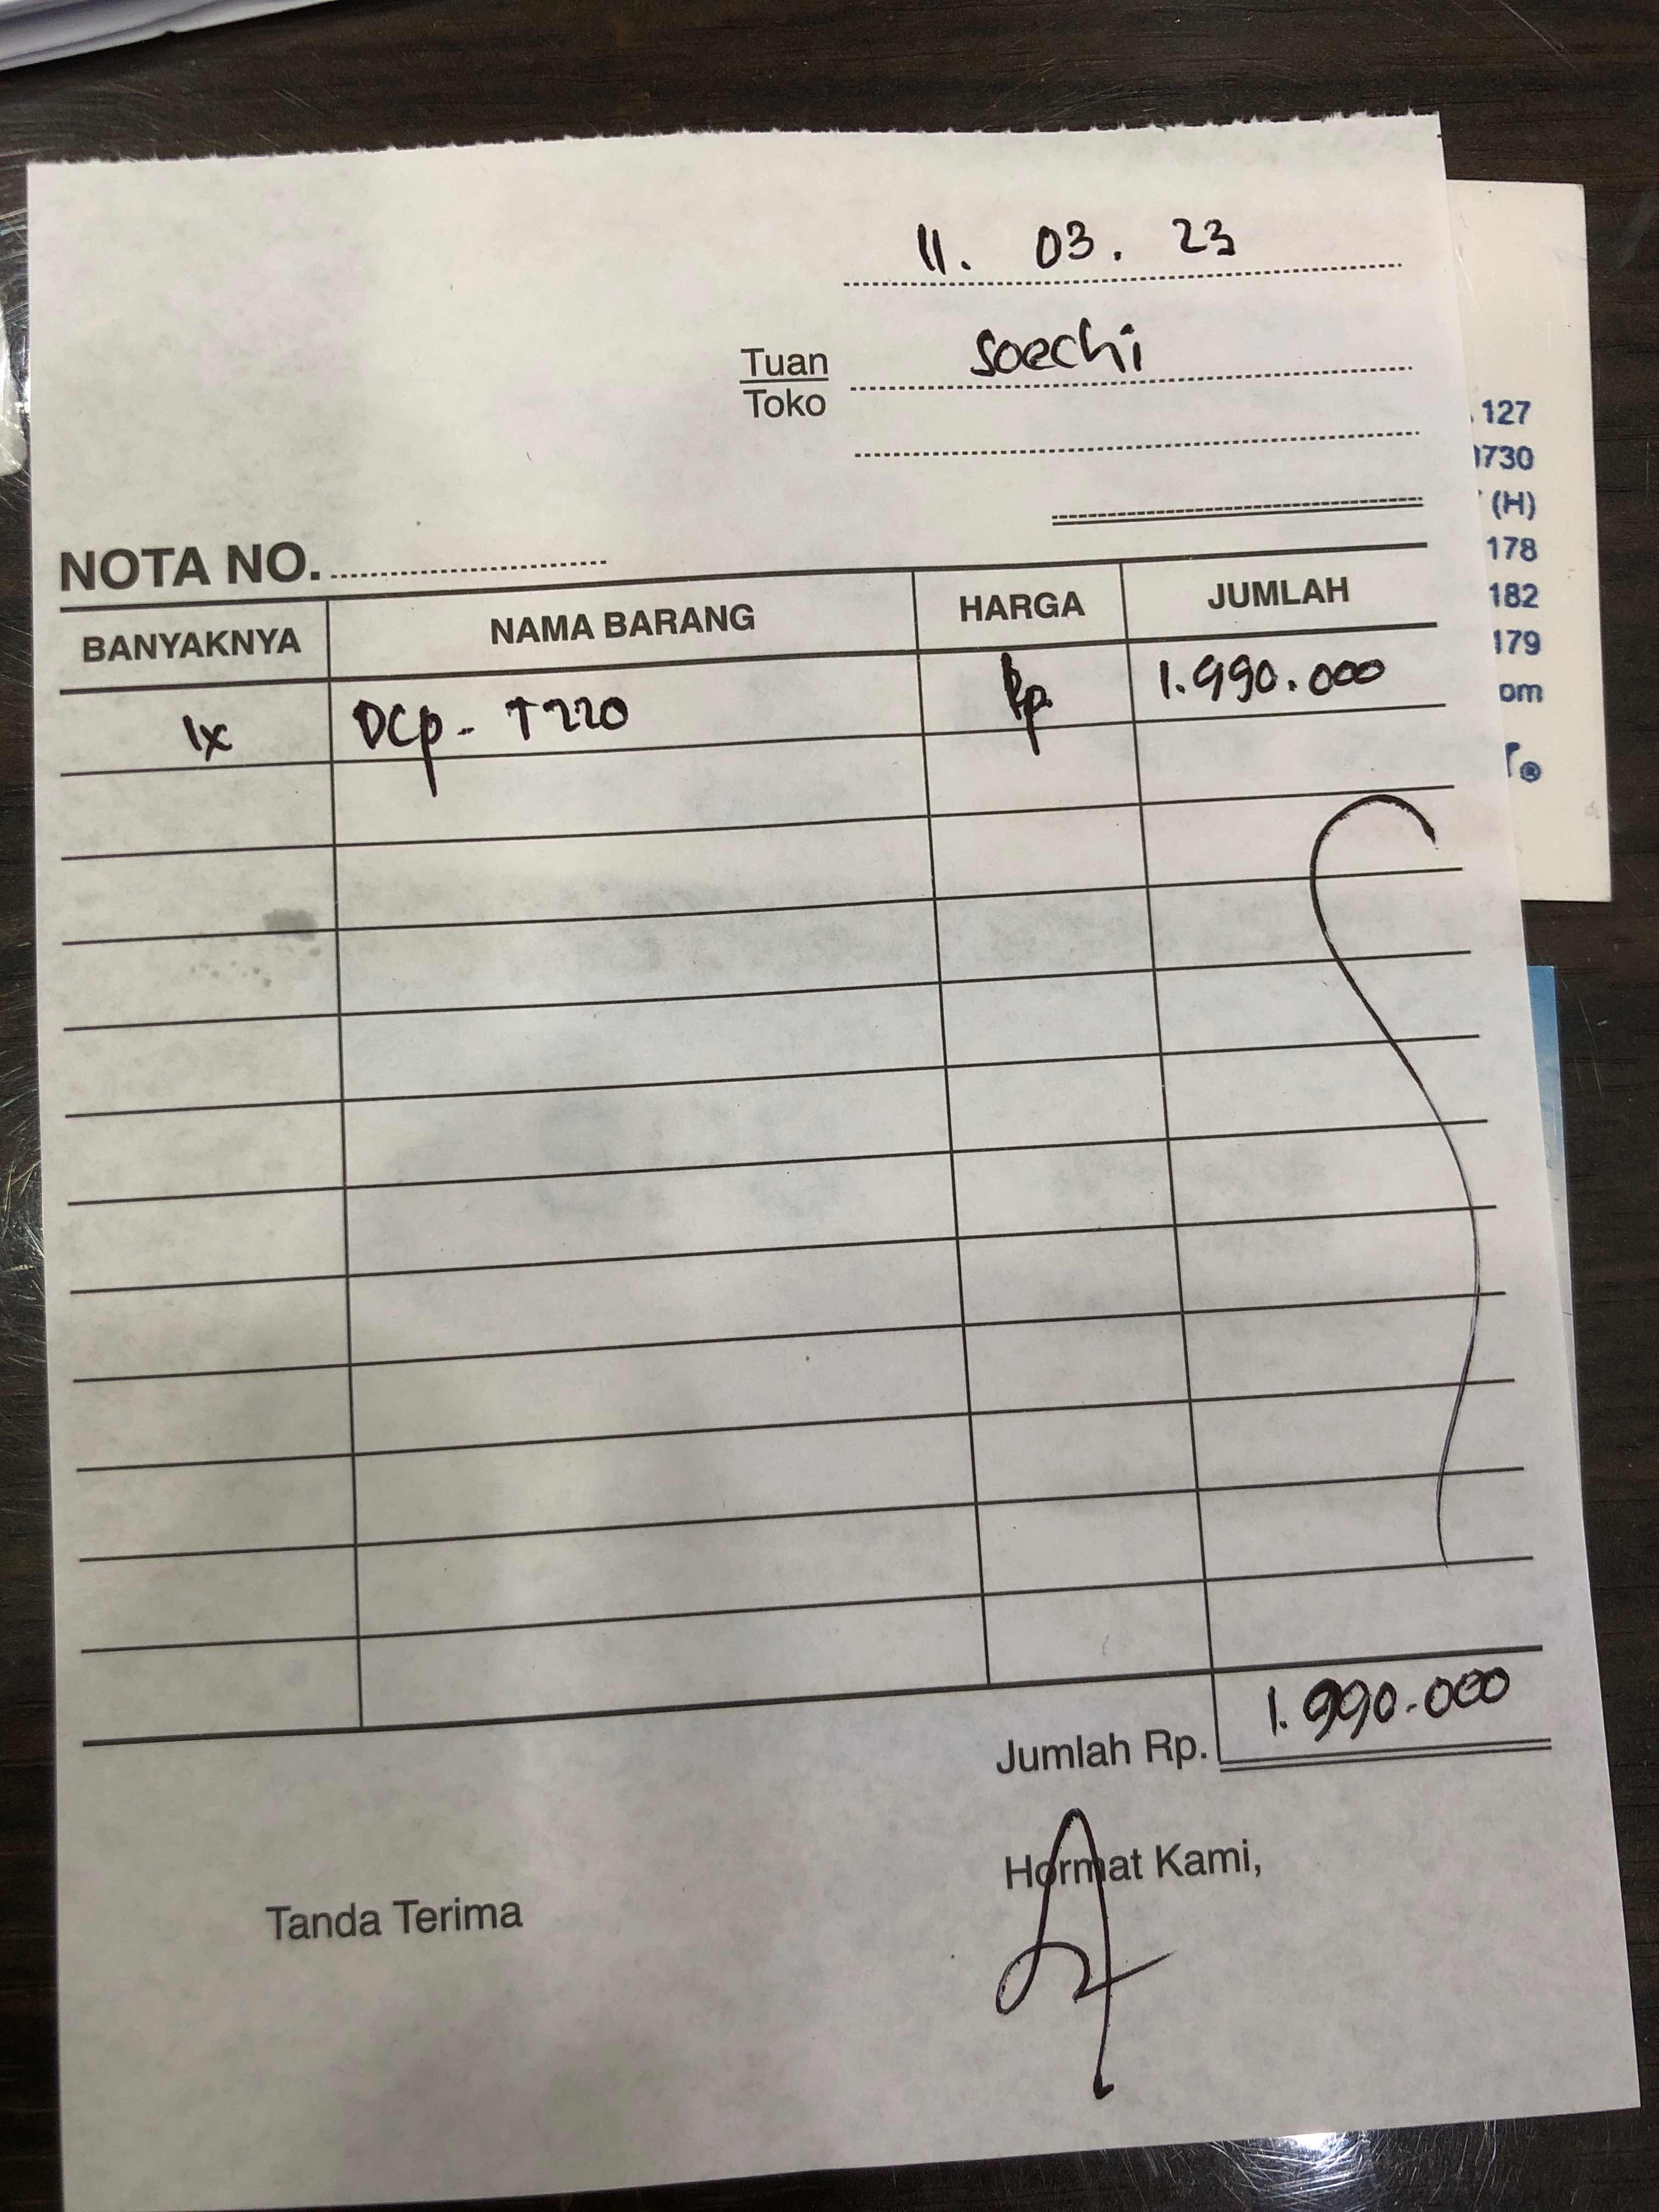 11. 03. 23
Tuan Soechi
Toko
NOTA NO.
BANYAKNYA NAMA BARANG HARGA JUMLAH
1x DCp - T220 Rp. 1.990.000
Jumlah Rp. 1.990.000
Tanda Terima Hormat Kami,
127
730
(H)
178
182
179
om
®